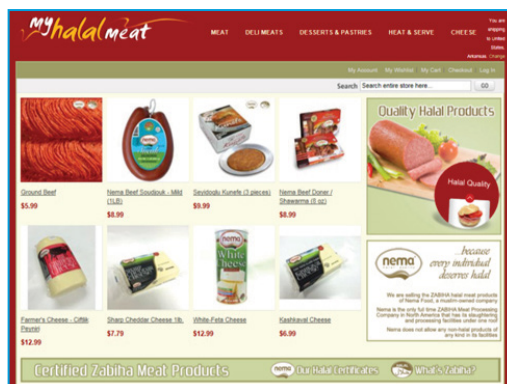 myhalalmeat
MEAT DELI MEATS DESSERTS & PASTRIES HEAT & SERVE CHEESE
You are
shipping
to United
States,
Arkansas. Change
My Account My Wishlist My Cart Checkout Log In
Search Search entire store here... GO
Ground Beef
$5.99
Nema Beef Soudjouk - Mild
(1LB)
$8.99
Seyidoglu Kunefe (3 pieces)
$9.99
Nema Beef Doner /
Shawarma (8 oz)
$8.99
Quality Halal Products
Halal Quality
Farmer's Cheese - Ciftlik
Peyniri
$12.99
Sharp Cheddar Cheese 1lb.
$7.79
nema
White
Cheese
White-Feta Cheese
$12.99
Kashkaval Cheese
$6.99
nema
...because
every individual
deserves halal
We are selling the ZABIHA halal meat products
of Nema Food, a muslim-owned company
Nema is the only full time ZABIHA Meat Processing
Company in North America that has its slaughtering
and processing facilities under one roof
Nema does not allow any non-halal products of
any kind in its facilities
Certified Zabiha Meat Products nema Our Halal Certificates What's Zabiha?